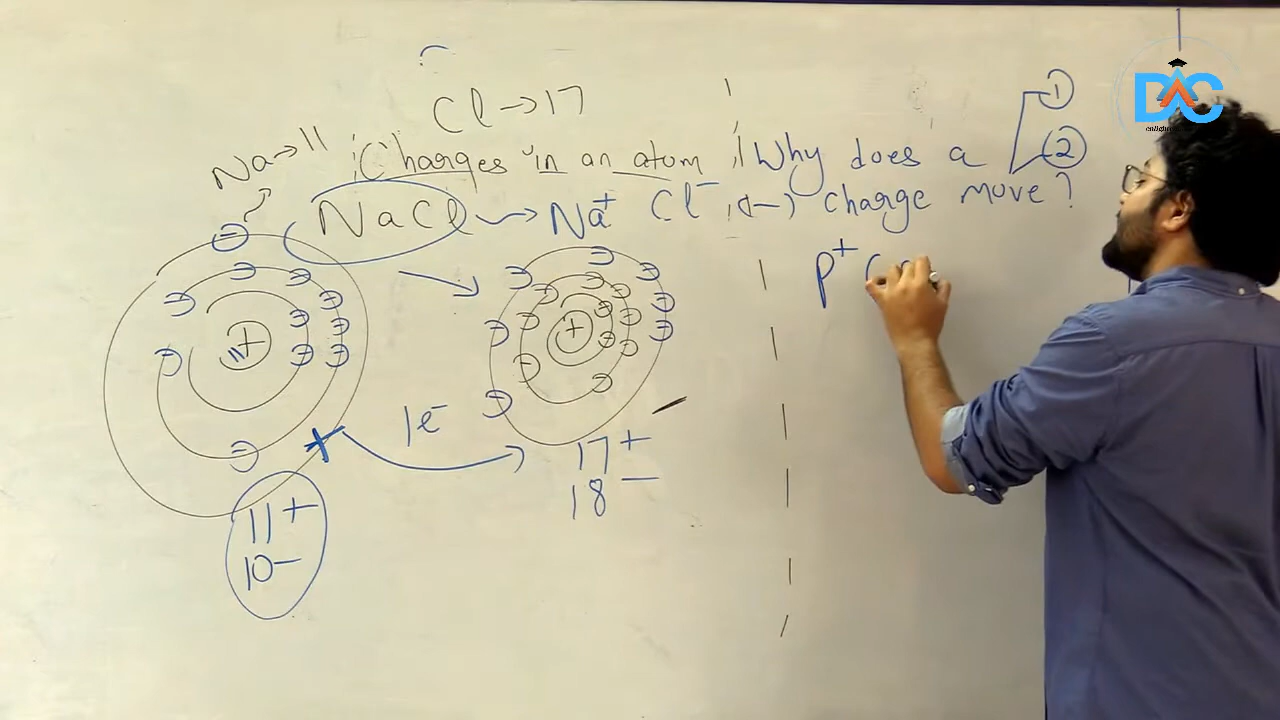 Cl → 17
Na → 11
Charges in an atom
Why does a
(-) charge move?
1
2
NaCl → Na⁺ Cl⁻
P⁺
+
11 +
+
1e⁻
11 +
10 -
17 +
18 -
DAC